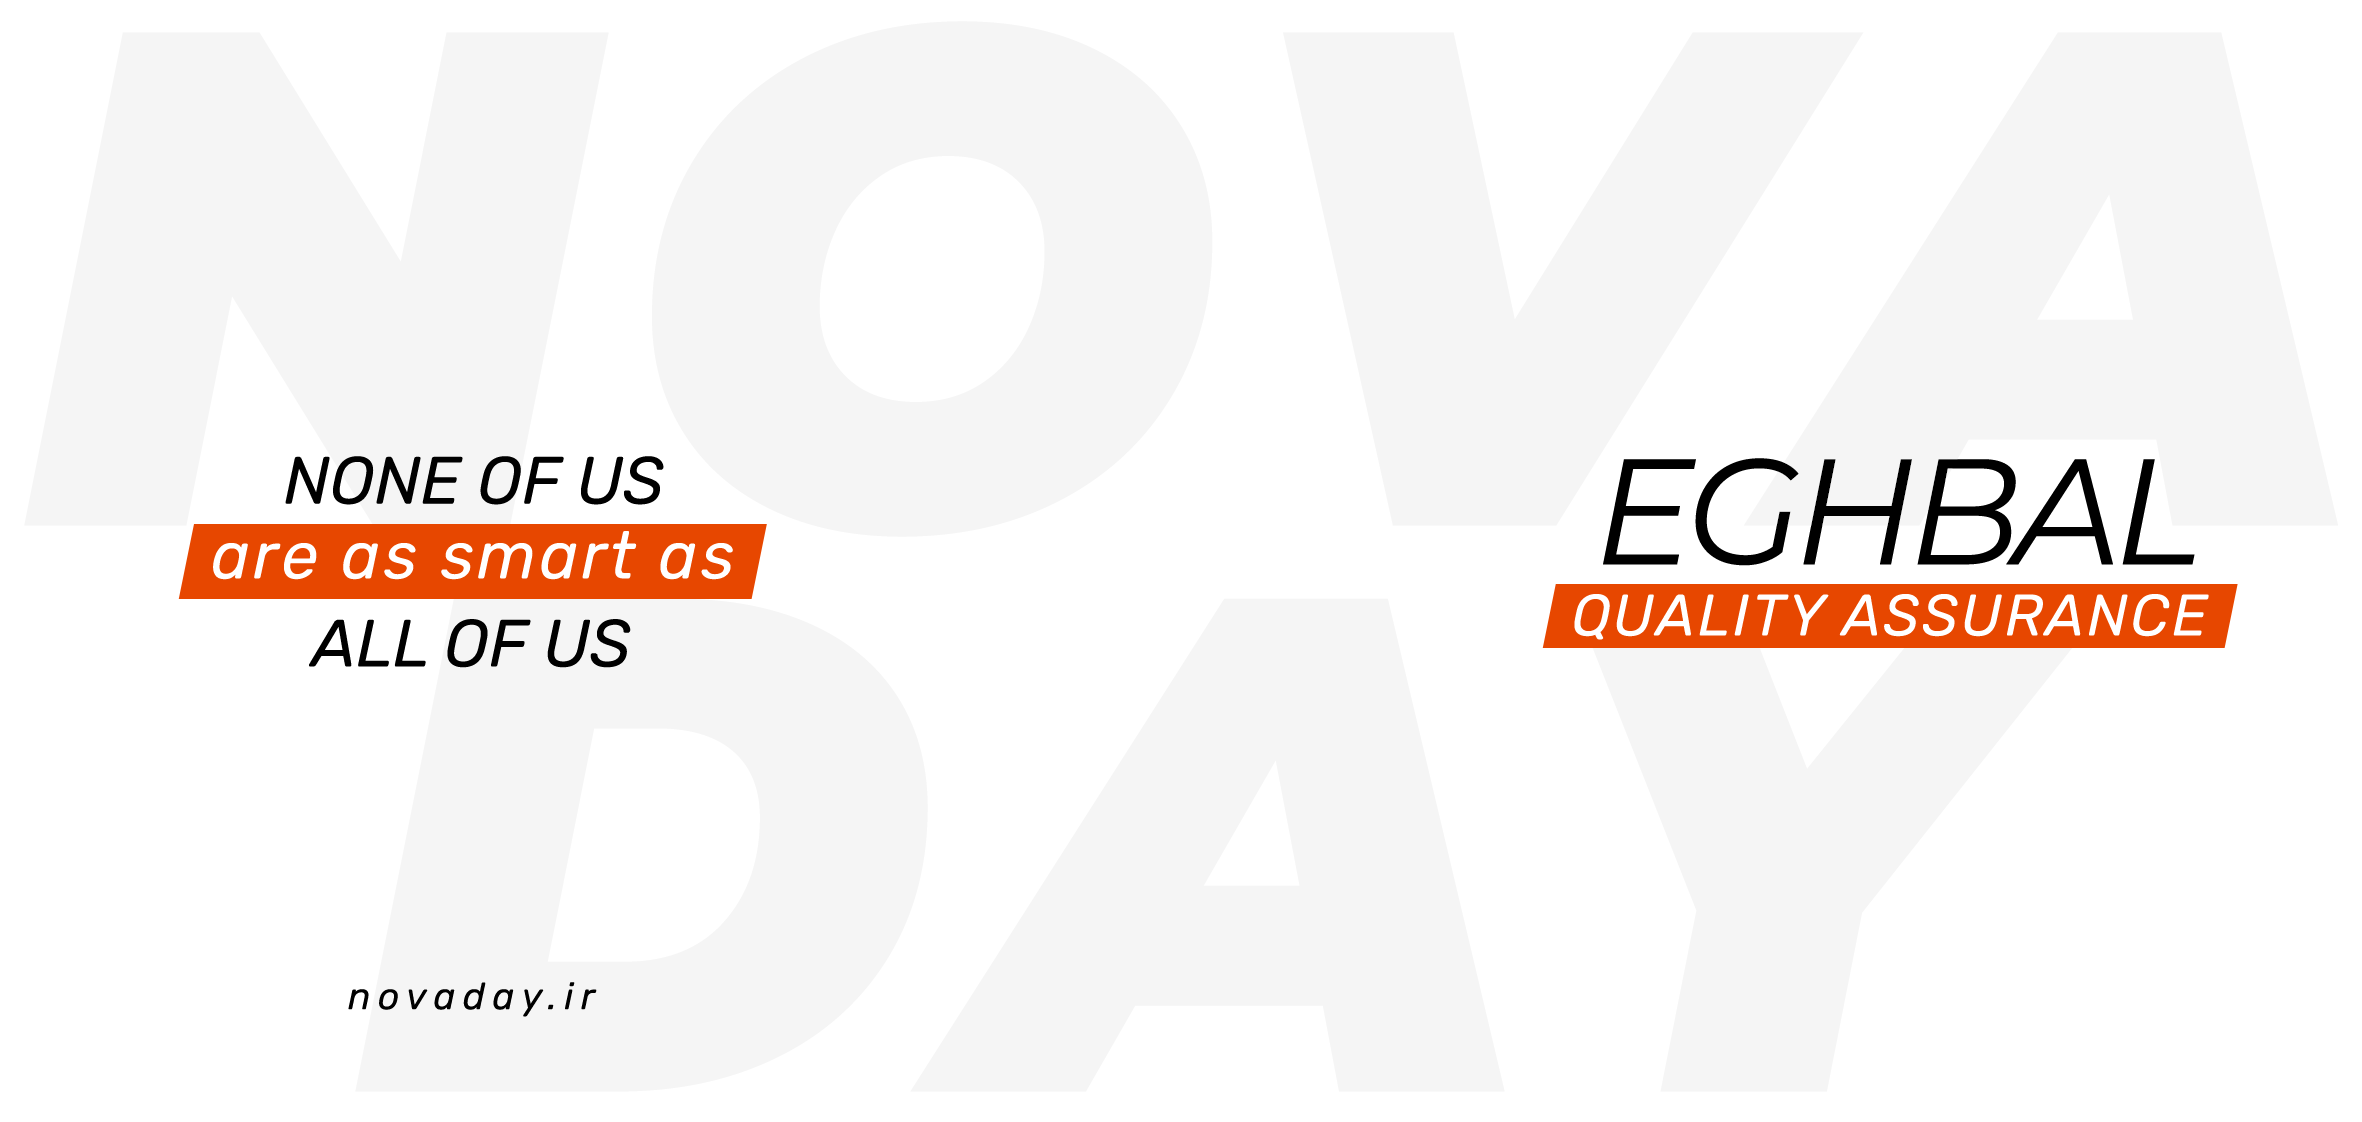 NOVA
DAY
NONE OF US
are as smart as
ALL OF US
novaday.ir
EGHBAL
QUALITY ASSURANCE